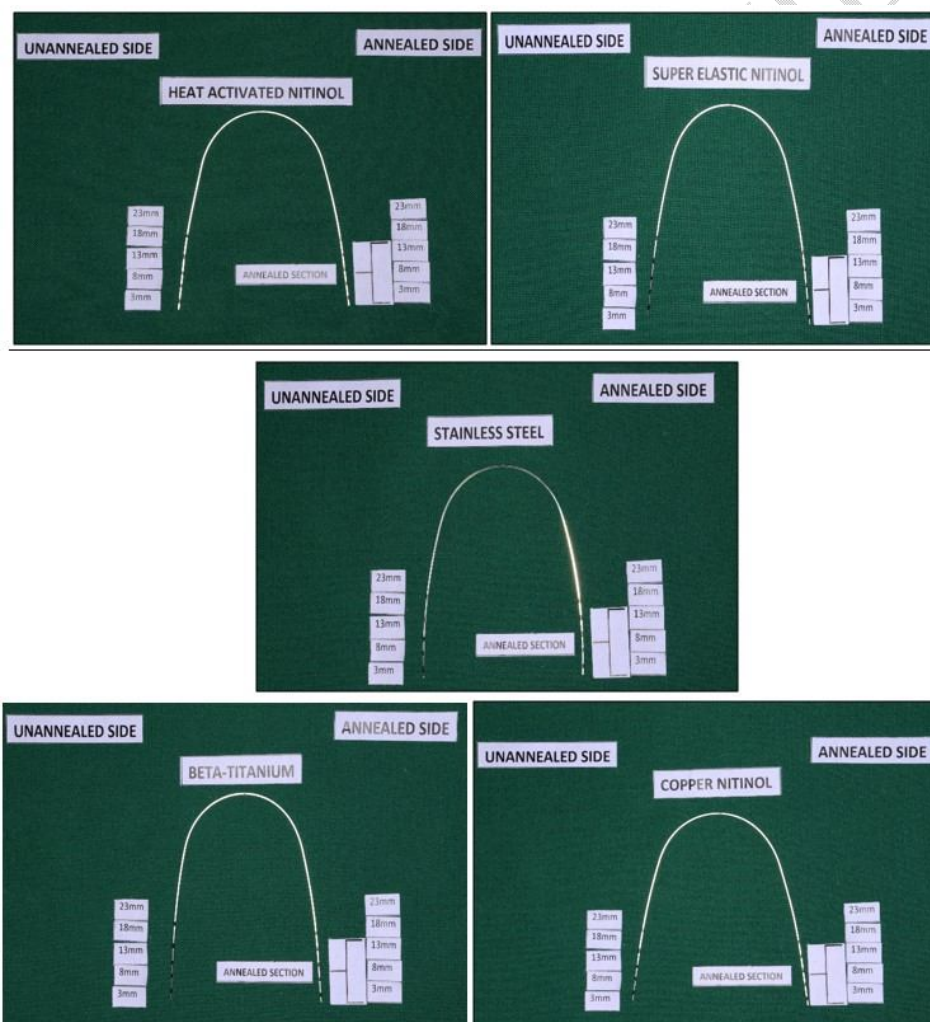 UNANNEALED SIDE
ANNEALED SIDE
HEAT ACTIVATED NITINOL
23mm
18mm
13mm
8mm
3mm
ANNEALED SECTION
23mm
18mm
13mm
8mm
3mm
UNANNEALED SIDE
ANNEALED SIDE
SUPER ELASTIC NITINOL
23mm
18mm
13mm
8mm
3mm
ANNEALED SECTION
23mm
18mm
13mm
8mm
3mm
UNANNEALED SIDE
ANNEALED SIDE
STAINLESS STEEL
23mm
18mm
13mm
8mm
3mm
ANNEALED SECTION
23mm
18mm
13mm
8mm
3mm
UNANNEALED SIDE
ANNEALED SIDE
BETA-TITANIUM
23mm
18mm
13mm
8mm
3mm
ANNEALED SECTION
23mm
18mm
13mm
8mm
3mm
UNANNEALED SIDE
ANNEALED SIDE
COPPER NITINOL
23mm
18mm
13mm
8mm
3mm
ANNEALED SECTION
23mm
18mm
13mm
8mm
3mm